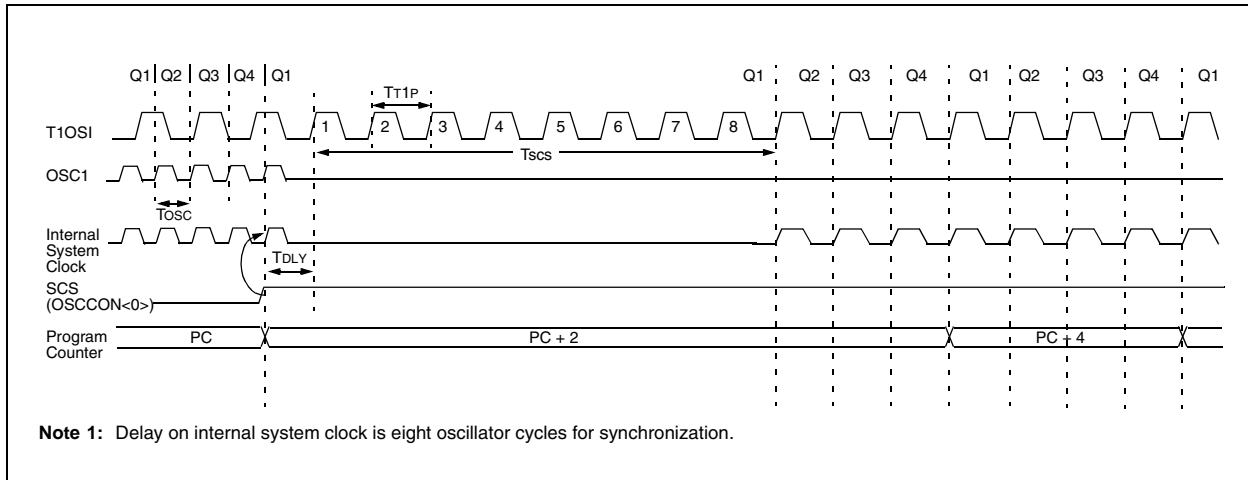 Q1 Q2 Q3 Q4 Q1 Q1 Q2 Q3 Q4 Q1 Q2 Q3 Q4 Q1
TT1P
T1OSI 1 2 3 4 5 6 7 8
TSCS
OSC1
TOSC
Internal
System
Clock
TDLY
SCS
(OSCCON<0>)
Program
Counter
PC PC + 2 PC + 4
Note 1: Delay on internal system clock is eight oscillator cycles for synchronization.